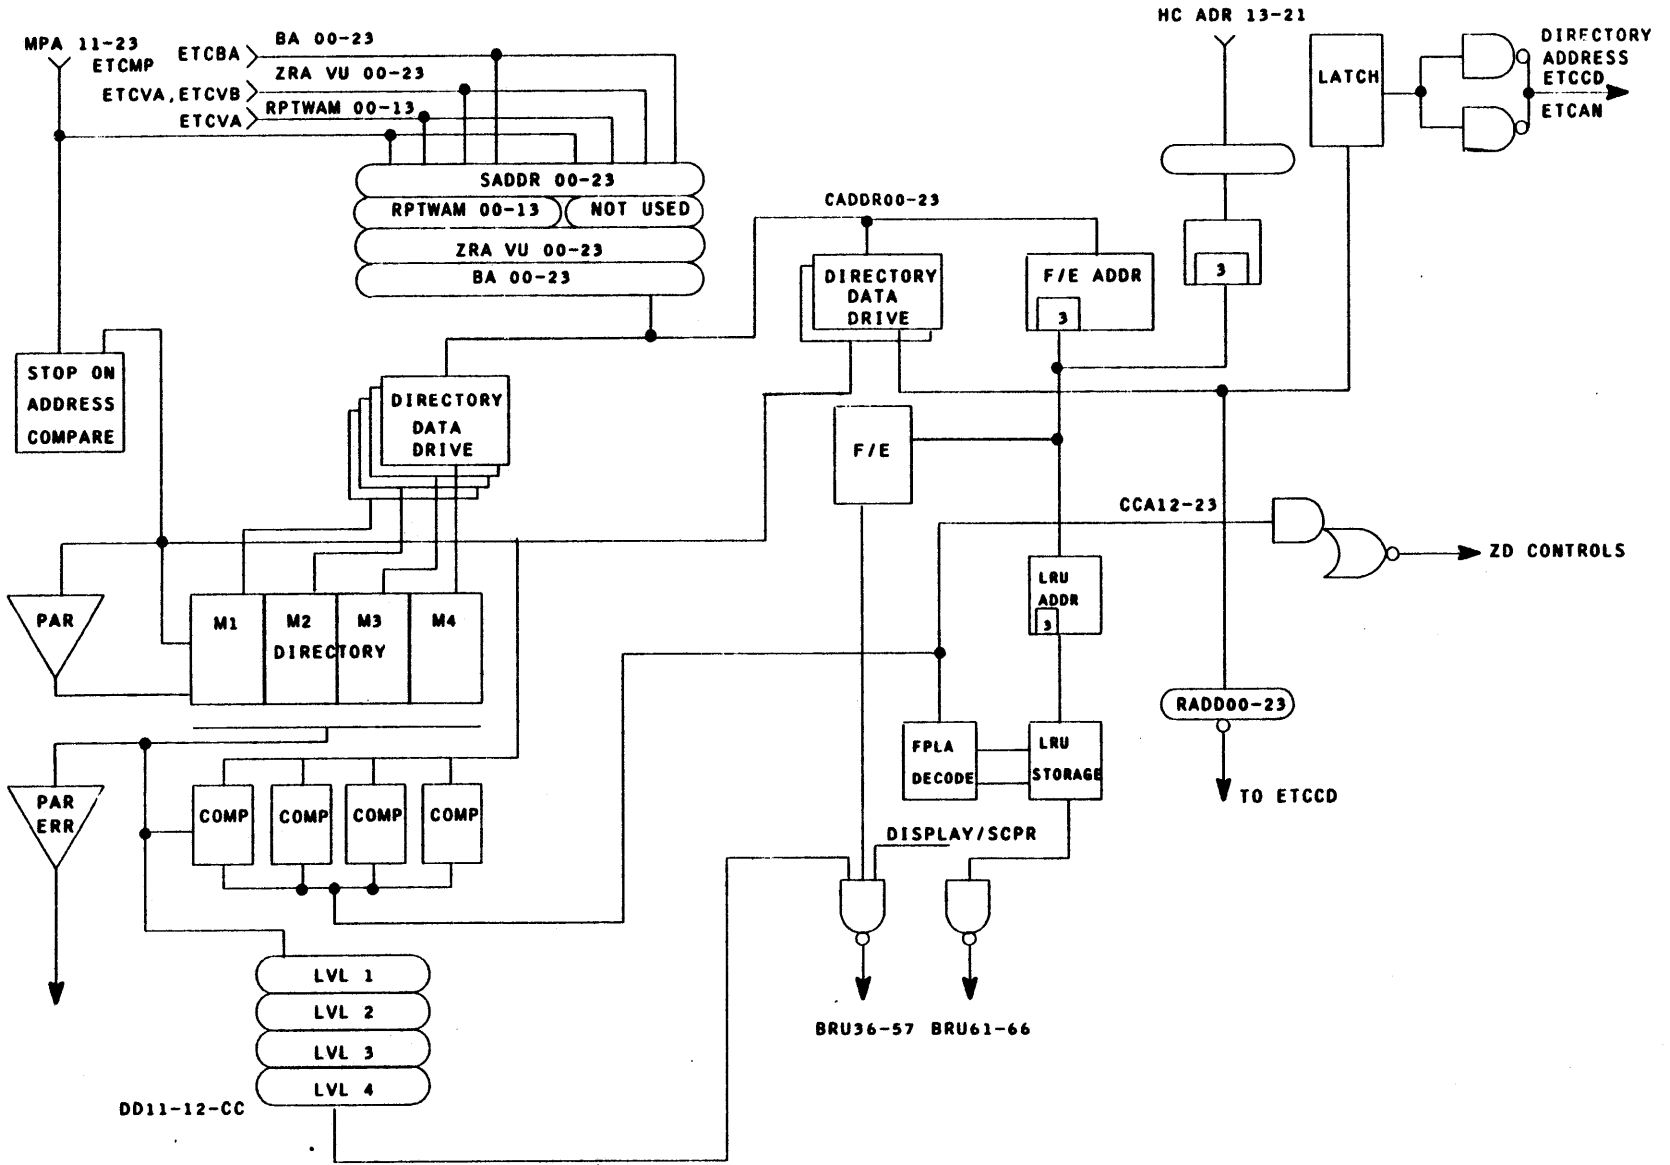 HC ADR 13-21
MPA 11-23
ETCMP
ETCBA
BA 00-23
ZRA VU 00-23
ETCVA,ETCVB
RPTWAM 00-13
ETCVA
LATCH
DIRECTORY
ADDRESS
ETCCD
ETCAN
SADDR 00-23
RPTWAM 00-13
NOT USED
ZRA VU 00-23
BA 00-23
CADDR00-23
DIRECTORY
DATA
DRIVE
F/E ADDR
3
3
STOP ON
ADDRESS
COMPARE
DIRECTORY
DATA
DRIVE
F/E
CCA12-23
ZD CONTROLS
LRU
ADDR
3
PAR
M1
M2
M3
M4
DIRECTORY
RADD00-23
TO ETCCD
FPLA
DECODE
LRU
STORAGE
PAR
ERR
COMP
COMP
COMP
COMP
DISPLAY/SCPR
LVL 1
LVL 2
LVL 3
LVL 4
BRU36-57
BRU61-66
DD11-12-CC